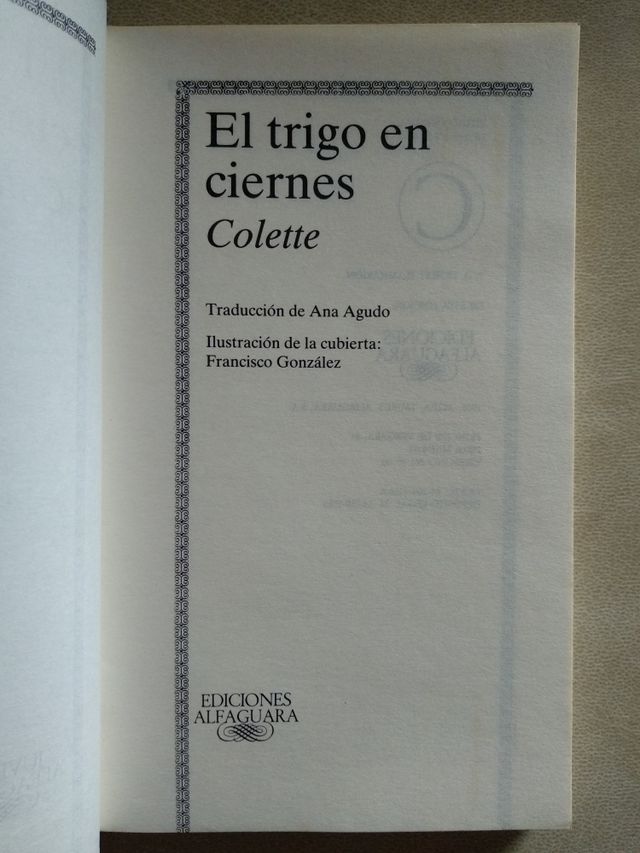 El trigo en
ciernes
Colette
Traducción de Ana Agudo
Ilustración de la cubierta:
Francisco González
EDICIONES
ALFAGUARA